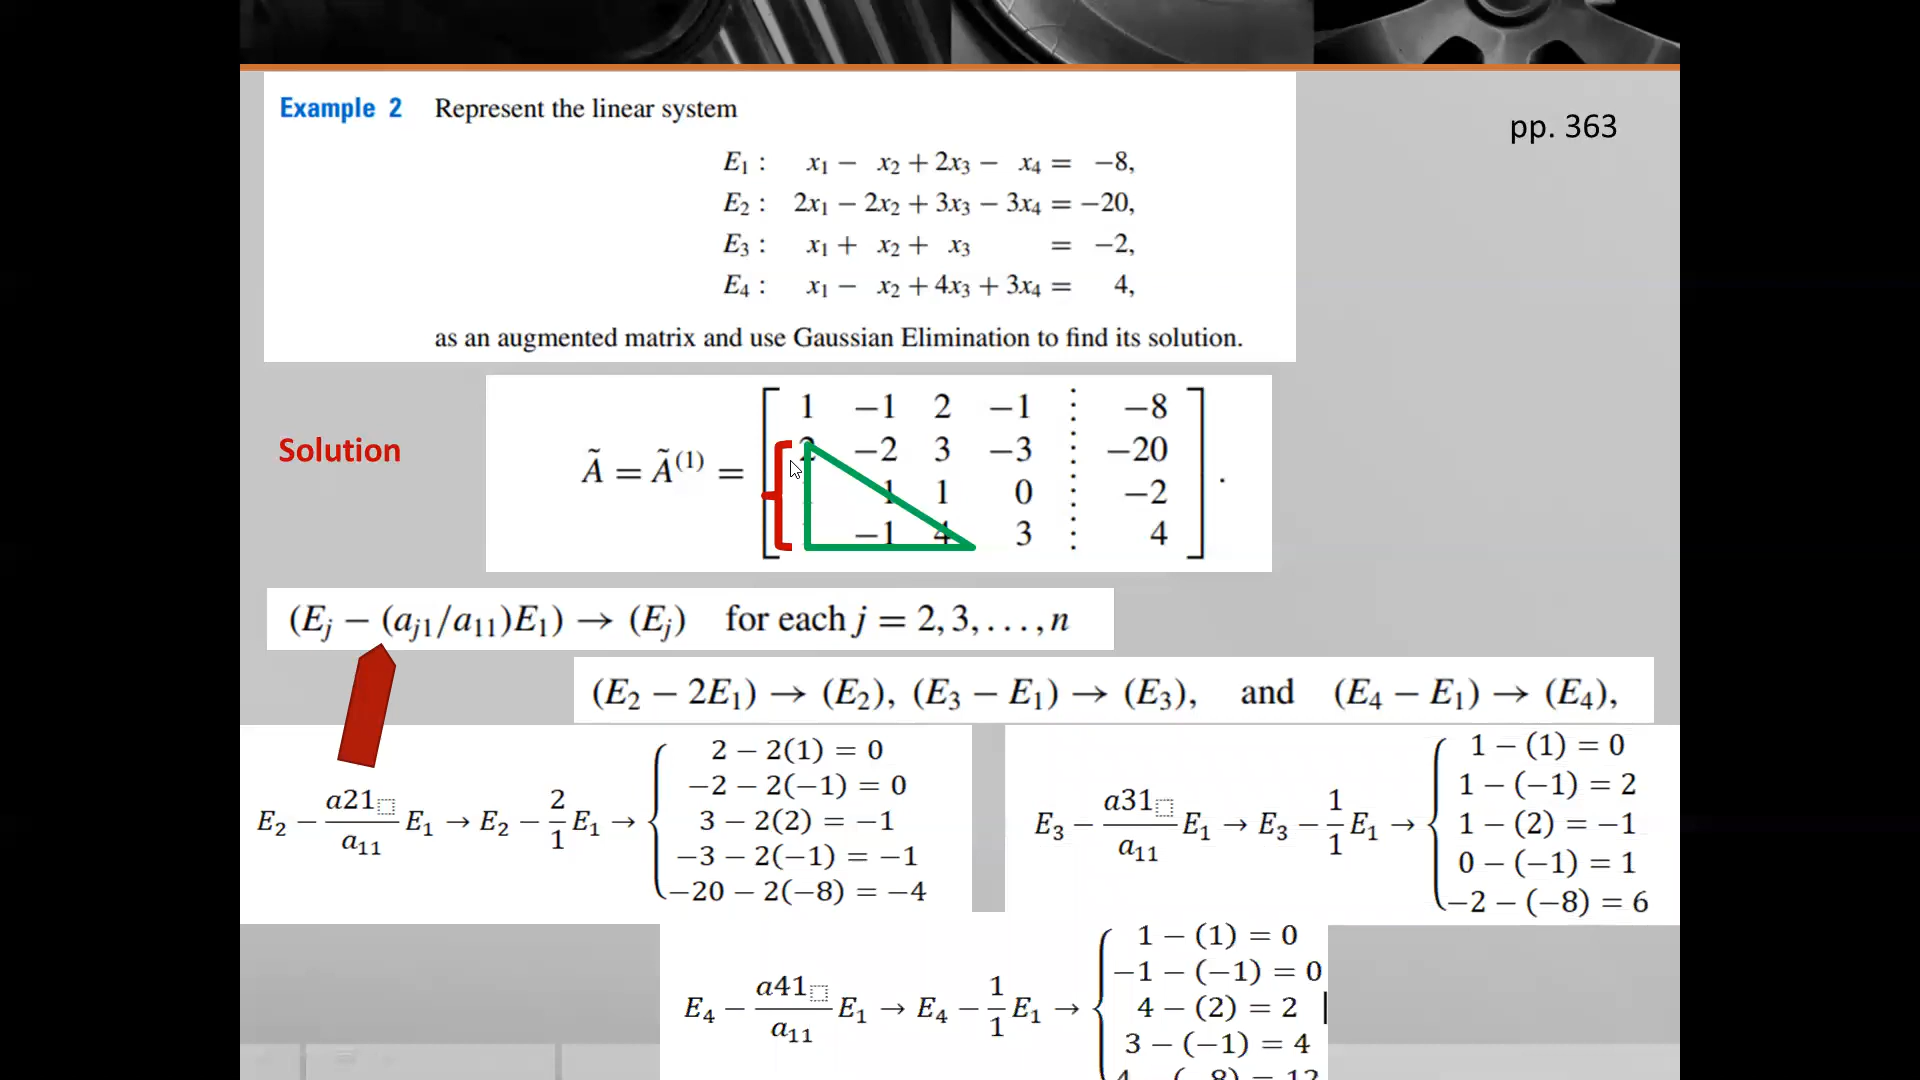 Example 2 Represent the linear system
pp. 363
E₁ : x₁ − x₂ + 2x₃ − x₄ = −8,
E₂ : 2x₁ − 2x₂ + 3x₃ − 3x₄ = −20,
E₃ : x₁ + x₂ + x₃ = −2,
E₄ : x₁ − x₂ + 4x₃ + 3x₄ = 4,
as an augmented matrix and use Gaussian Elimination to find its solution.
Solution
Ã = Ã⁽¹⁾ =
1 −1 2 −1 ⋮ −8
2 −2 3 −3 ⋮ −20
1 1 0 ⋮ −2
−1 4 3 ⋮ 4
.
(Eⱼ − (aⱼ₁/a₁₁)E₁) → (Eⱼ) for each j = 2, 3, . . . , n
(E₂ − 2E₁) → (E₂), (E₃ − E₁) → (E₃), and (E₄ − E₁) → (E₄),
E₂ − a21/a₁₁ E₁ → E₂ − 2/1 E₁ →
2 − 2(1) = 0
−2 − 2(−1) = 0
3 − 2(2) = −1
−3 − 2(−1) = −1
−20 − 2(−8) = −4
E₃ − a31/a₁₁ E₁ → E₃ − 1/1 E₁ →
1 − (1) = 0
1 − (−1) = 2
1 − (2) = −1
0 − (−1) = 1
−2 − (−8) = 6
E₄ − a41/a₁₁ E₁ → E₄ − 1/1 E₁ →
1 − (1) = 0
−1 − (−1) = 0
4 − (2) = 2
3 − (−1) = 4
4 − (−8) = 12